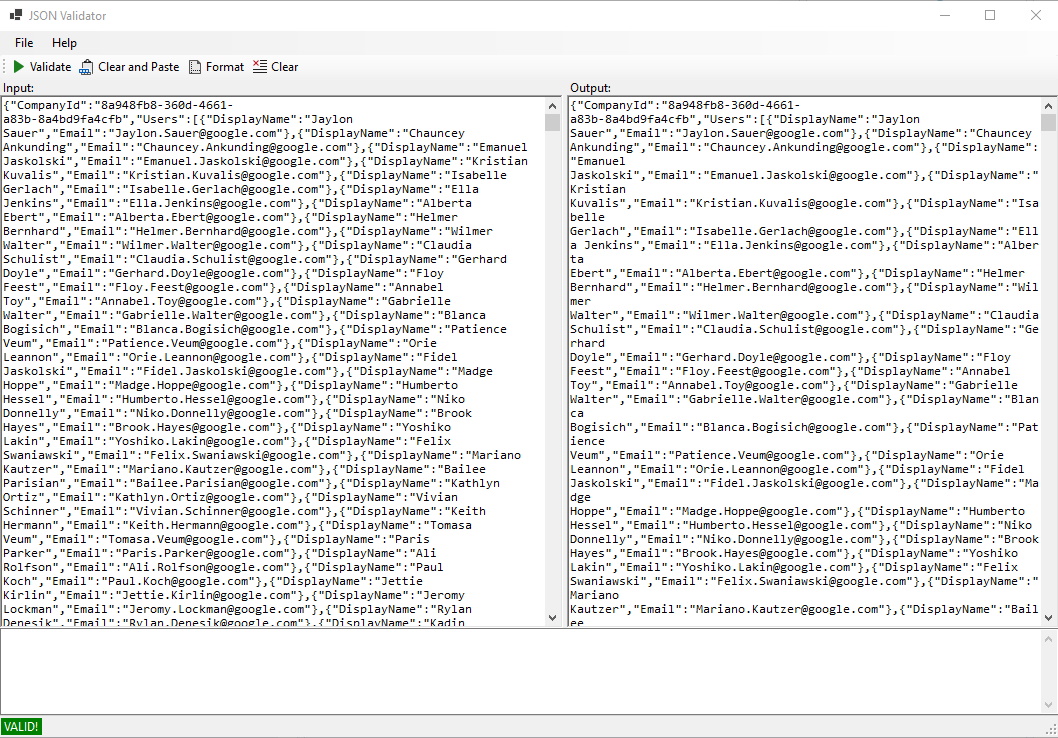 JSON Validator
File Help
Validate Clear and Paste Format Clear
Input:
{"CompanyId":"8a948fb8-360d-4661-
a83b-8a4bd9fa4cfb","Users":[{"DisplayName":"Jaylon
Sauer","Email":"Jaylon.Sauer@google.com"},{"DisplayName":"Chauncey
Ankunding","Email":"Chauncey.Ankunding@google.com"},{"DisplayName":"Emanuel
Jaskolski","Email":"Emanuel.Jaskolski@google.com"},{"DisplayName":"Kristian
Kuvalis","Email":"Kristian.Kuvalis@google.com"},{"DisplayName":"Isabelle
Gerlach","Email":"Isabelle.Gerlach@google.com"},{"DisplayName":"Ella
Jenkins","Email":"Ella.Jenkins@google.com"},{"DisplayName":"Alberta
Ebert","Email":"Alberta.Ebert@google.com"},{"DisplayName":"Helmer
Bernhard","Email":"Helmer.Bernhard@google.com"},{"DisplayName":"Wilmer
Walter","Email":"Wilmer.Walter@google.com"},{"DisplayName":"Claudia
Schulist","Email":"Claudia.Schulist@google.com"},{"DisplayName":"Gerhard
Doyle","Email":"Gerhard.Doyle@google.com"},{"DisplayName":"Floy
Feest","Email":"Floy.Feest@google.com"},{"DisplayName":"Annabel
Toy","Email":"Annabel.Toy@google.com"},{"DisplayName":"Gabrielle
Walter","Email":"Gabrielle.Walter@google.com"},{"DisplayName":"Blanca
Bogisich","Email":"Blanca.Bogisich@google.com"},{"DisplayName":"Patience
Veum","Email":"Patience.Veum@google.com"},{"DisplayName":"Orie
Leannon","Email":"Orie.Leannon@google.com"},{"DisplayName":"Fidel
Jaskolski","Email":"Fidel.Jaskolski@google.com"},{"DisplayName":"Madge
Hoppe","Email":"Madge.Hoppe@google.com"},{"DisplayName":"Humberto
Hessel","Email":"Humberto.Hessel@google.com"},{"DisplayName":"Niko
Donnelly","Email":"Niko.Donnelly@google.com"},{"DisplayName":"Brook
Hayes","Email":"Brook.Hayes@google.com"},{"DisplayName":"Yoshiko
Lakin","Email":"Yoshiko.Lakin@google.com"},{"DisplayName":"Felix
Swaniawski","Email":"Felix.Swaniawski@google.com"},{"DisplayName":"Mariano
Kautzer","Email":"Mariano.Kautzer@google.com"},{"DisplayName":"Bailee
Parisian","Email":"Bailee.Parisian@google.com"},{"DisplayName":"Kathlyn
Ortiz","Email":"Kathlyn.Ortiz@google.com"},{"DisplayName":"Vivian
Schinner","Email":"Vivian.Schinner@google.com"},{"DisplayName":"Keith
Hermann","Email":"Keith.Hermann@google.com"},{"DisplayName":"Tomasa
Veum","Email":"Tomasa.Veum@google.com"},{"DisplayName":"Paris
Parker","Email":"Paris.Parker@google.com"},{"DisplayName":"Ali
Rolfson","Email":"Ali.Rolfson@google.com"},{"DisplayName":"Paul
Koch","Email":"Paul.Koch@google.com"},{"DisplayName":"Jettie
Kirlin","Email":"Jettie.Kirlin@google.com"},{"DisplayName":"Jeromy
Lockman","Email":"Jeromy.Lockman@google.com"},{"DisplayName":"Rylan
Denesik","Email":"Rylan.Denesik@google.com"},{"DisplayName":"Kadin
Output:
{"CompanyId":"8a948fb8-360d-4661-
a83b-8a4bd9fa4cfb","Users":[{"DisplayName":"Jaylon
Sauer","Email":"Jaylon.Sauer@google.com"},{"DisplayName":"Chauncey
Ankunding","Email":"Chauncey.Ankunding@google.com"},{"DisplayName":
"Emanuel
Jaskolski","Email":"Emanuel.Jaskolski@google.com"},{"DisplayName":"
Kristian
Kuvalis","Email":"Kristian.Kuvalis@google.com"},{"DisplayName":"Isa
belle
Gerlach","Email":"Isabelle.Gerlach@google.com"},{"DisplayName":"Ell
a Jenkins","Email":"Ella.Jenkins@google.com"},{"DisplayName":"Alber
ta
Ebert","Email":"Alberta.Ebert@google.com"},{"DisplayName":"Helmer
Bernhard","Email":"Helmer.Bernhard@google.com"},{"DisplayName":"Wil
mer
Walter","Email":"Wilmer.Walter@google.com"},{"DisplayName":"Claudia
Schulist","Email":"Claudia.Schulist@google.com"},{"DisplayName":"Ge
rhard
Doyle","Email":"Gerhard.Doyle@google.com"},{"DisplayName":"Floy
Feest","Email":"Floy.Feest@google.com"},{"DisplayName":"Annabel
Toy","Email":"Annabel.Toy@google.com"},{"DisplayName":"Gabrielle
Walter","Email":"Gabrielle.Walter@google.com"},{"DisplayName":"Blan
ca
Bogisich","Email":"Blanca.Bogisich@google.com"},{"DisplayName":"Pat
ience
Veum","Email":"Patience.Veum@google.com"},{"DisplayName":"Orie
Leannon","Email":"Orie.Leannon@google.com"},{"DisplayName":"Fidel
Jaskolski","Email":"Fidel.Jaskolski@google.com"},{"DisplayName":"Ma
dge
Hoppe","Email":"Madge.Hoppe@google.com"},{"DisplayName":"Humberto
Hessel","Email":"Humberto.Hessel@google.com"},{"DisplayName":"Niko
Donnelly","Email":"Niko.Donnelly@google.com"},{"DisplayName":"Brook
Hayes","Email":"Brook.Hayes@google.com"},{"DisplayName":"Yoshiko
Lakin","Email":"Yoshiko.Lakin@google.com"},{"DisplayName":"Felix
Swaniawski","Email":"Felix.Swaniawski@google.com"},{"DisplayName":"
Mariano
Kautzer","Email":"Mariano.Kautzer@google.com"},{"DisplayName":"Bail
ee
VALID!